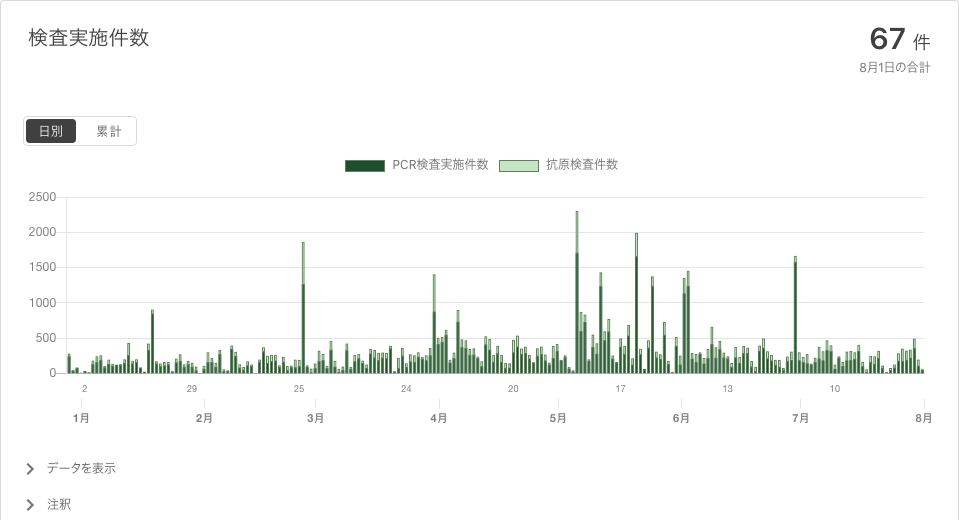 検査実施件数
67 件
8月1日の合計
日別 累計
PCR検査実施件数 抗原検査件数
2500
2000
1500
1000
500
0
2 29 25 24 20 17 13 10
1月 2月 3月 4月 5月 6月 7月 8月
データを表示
注釈